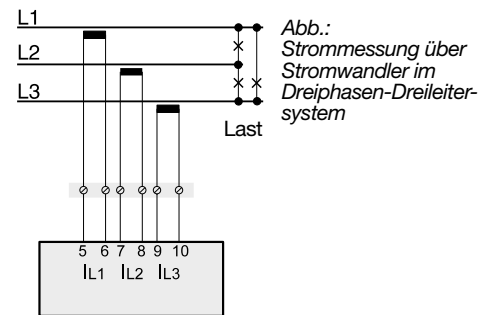 L1
L2
L3
Last
Abb.:
Strommessung über
Stromwandler im
Dreiphasen-Dreileiter-
system
5 6 7 8 9 10
IL1 IL2 IL3